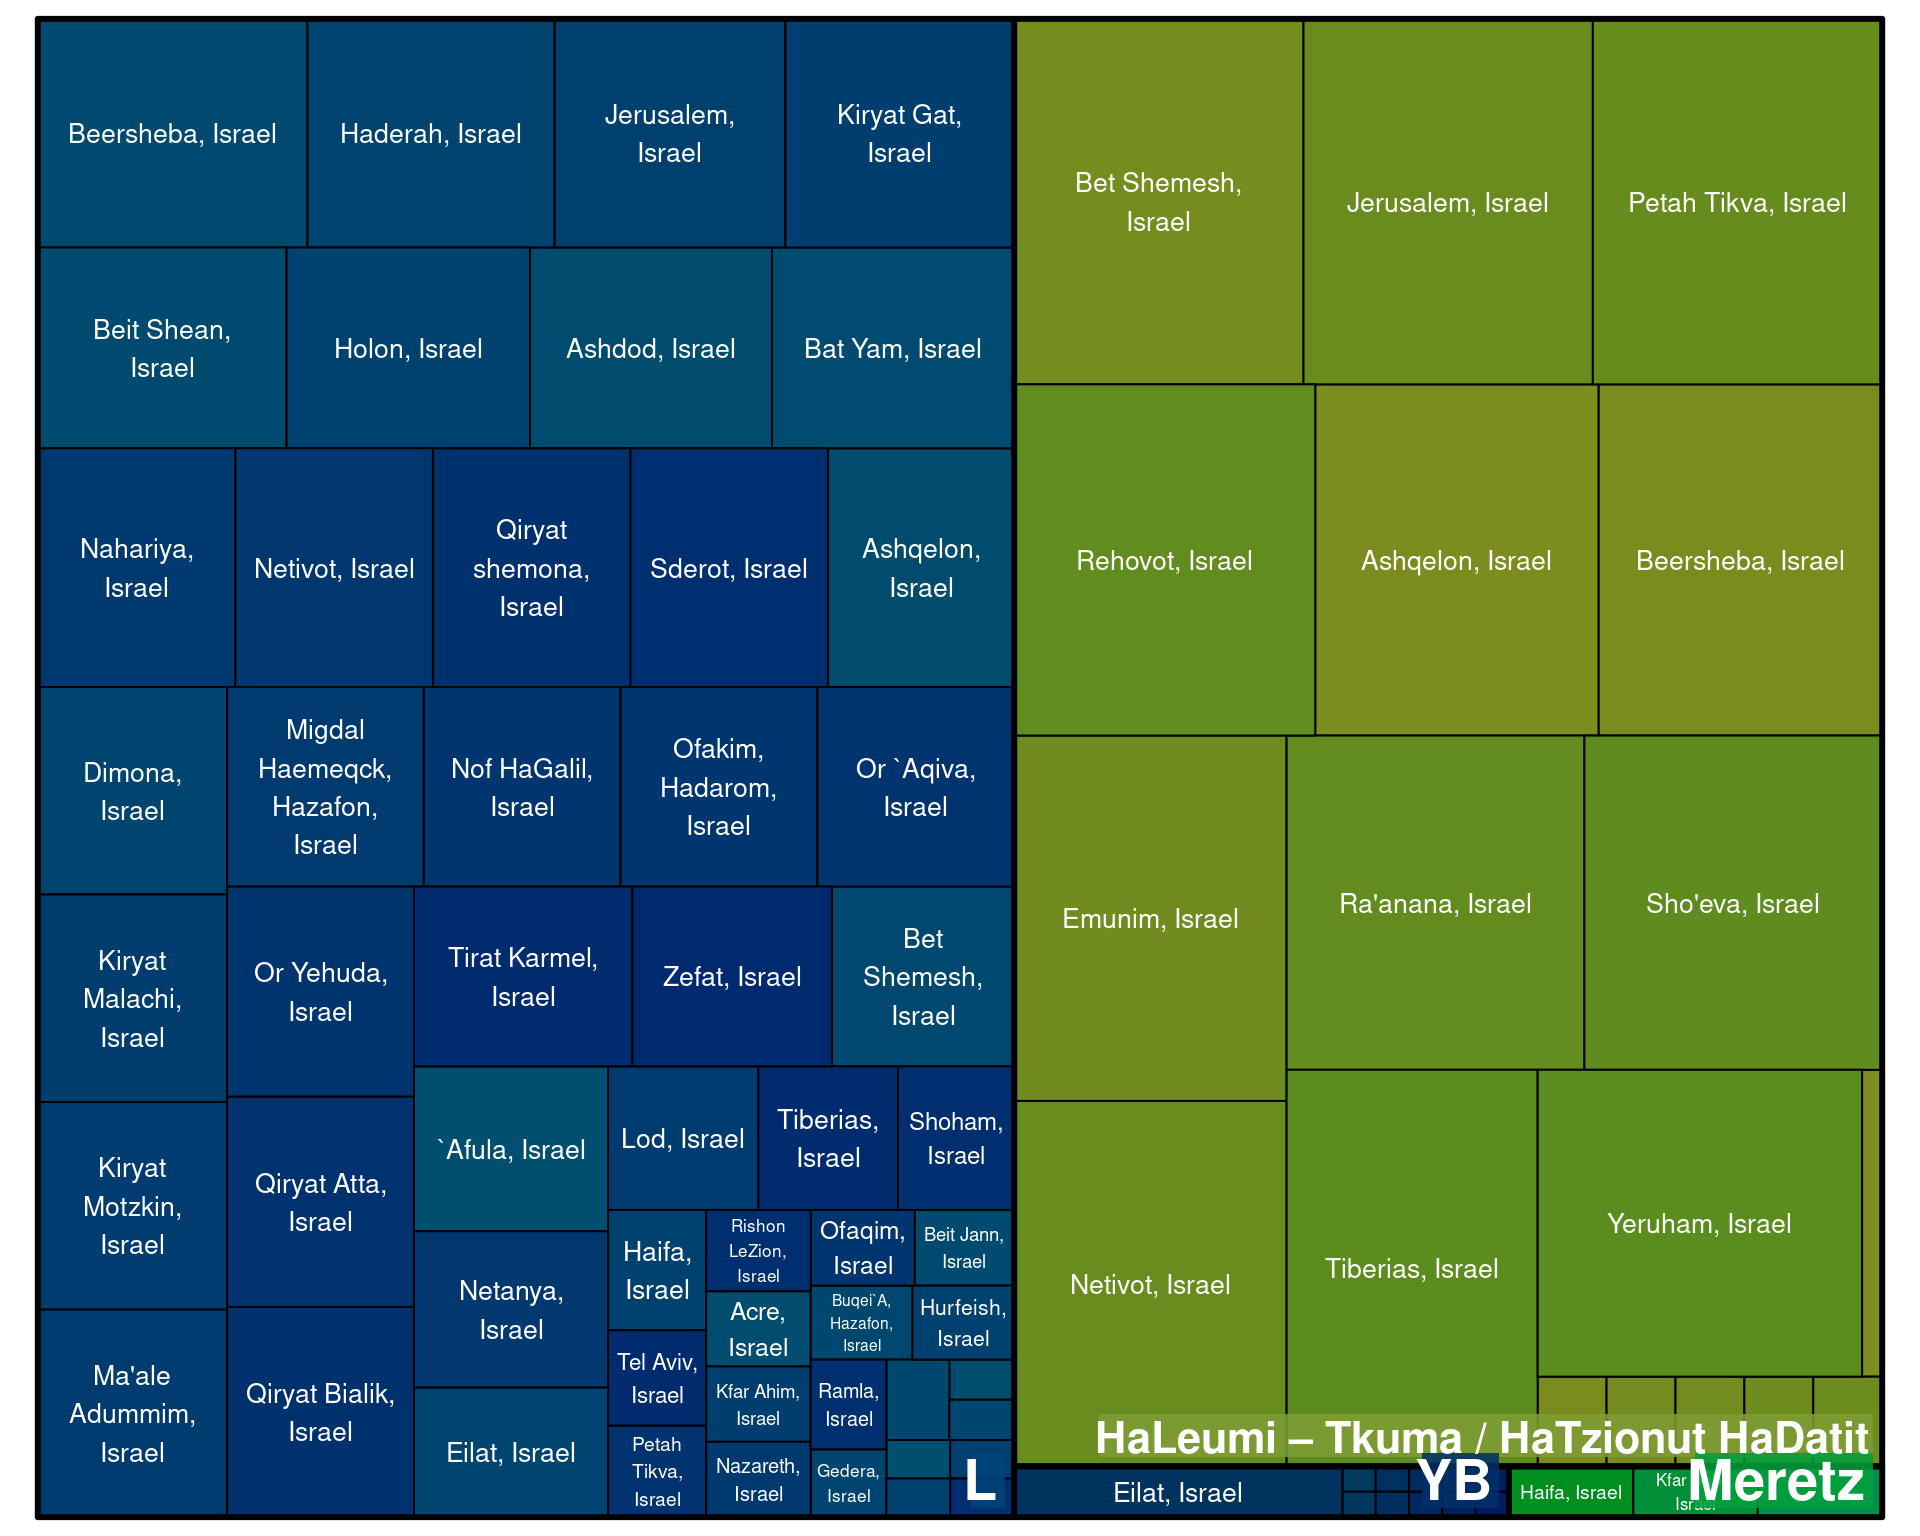 Beersheba, Israel
Haderah, Israel
Jerusalem,
Israel
Kiryat Gat,
Israel
Beit Shean,
Israel
Holon, Israel
Ashdod, Israel
Bat Yam, Israel
Nahariya,
Israel
Netivot, Israel
Qiryat
shemona,
Israel
Sderot, Israel
Ashqelon,
Israel
Dimona,
Israel
Migdal
Haemeqck,
Hazafon,
Israel
Nof HaGalil,
Israel
Ofakim,
Hadarom,
Israel
Or `Aqiva,
Israel
Kiryat
Malachi,
Israel
Or Yehuda,
Israel
Tirat Karmel,
Israel
Zefat, Israel
Bet
Shemesh,
Israel
Kiryat
Motzkin,
Israel
Qiryat Atta,
Israel
`Afula, Israel
Lod, Israel
Tiberias,
Israel
Shoham,
Israel
Ma'ale
Adummim,
Israel
Qiryat Bialik,
Israel
Netanya,
Israel
Eilat, Israel
Haifa,
Israel
Rishon
LeZion,
Israel
Ofaqim,
Israel
Beit Jann,
Israel
Acre,
Israel
Buqei`A,
Hazafon,
Israel
Hurfeish,
Israel
Tel Aviv,
Israel
Kfar Ahim,
Israel
Ramla,
Israel
Petah
Tikva,
Israel
Nazareth,
Israel
Gedera,
Israel
L
Bet Shemesh,
Israel
Jerusalem, Israel
Petah Tikva, Israel
Rehovot, Israel
Ashqelon, Israel
Beersheba, Israel
Emunim, Israel
Ra'anana, Israel
Sho'eva, Israel
Netivot, Israel
Tiberias, Israel
Yeruham, Israel
HaLeumi – Tkuma / HaTzionut HaDatit
Eilat, Israel
YB
Haifa, Israel
Kfar
Israel
Meretz